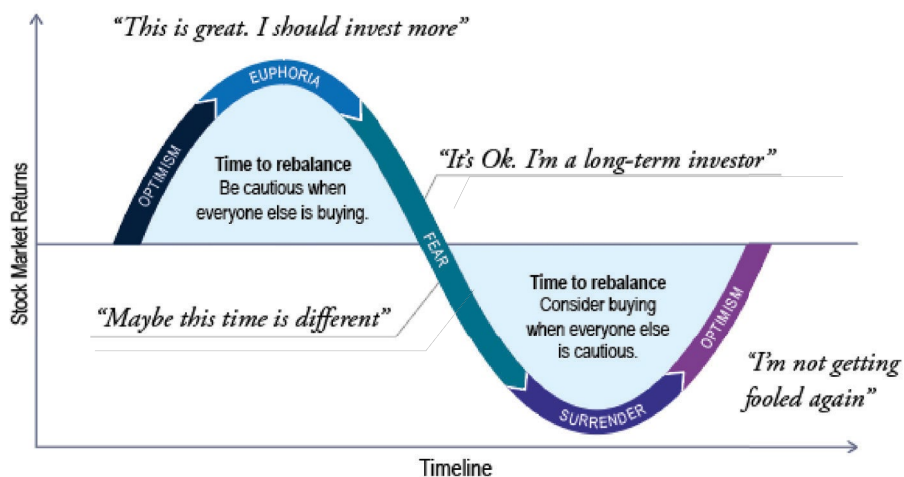 “This is great. I should invest more”
EUPHORIA
OPTIMISM
Time to rebalance
Be cautious when
everyone else is buying.
“It's Ok. I'm a long-term investor”
FEAR
Stock Market Returns
“Maybe this time is different”
Time to rebalance
Consider buying
when everyone else
is cautious.
OPTIMISM
“I'm not getting
fooled again”
SURRENDER
Timeline